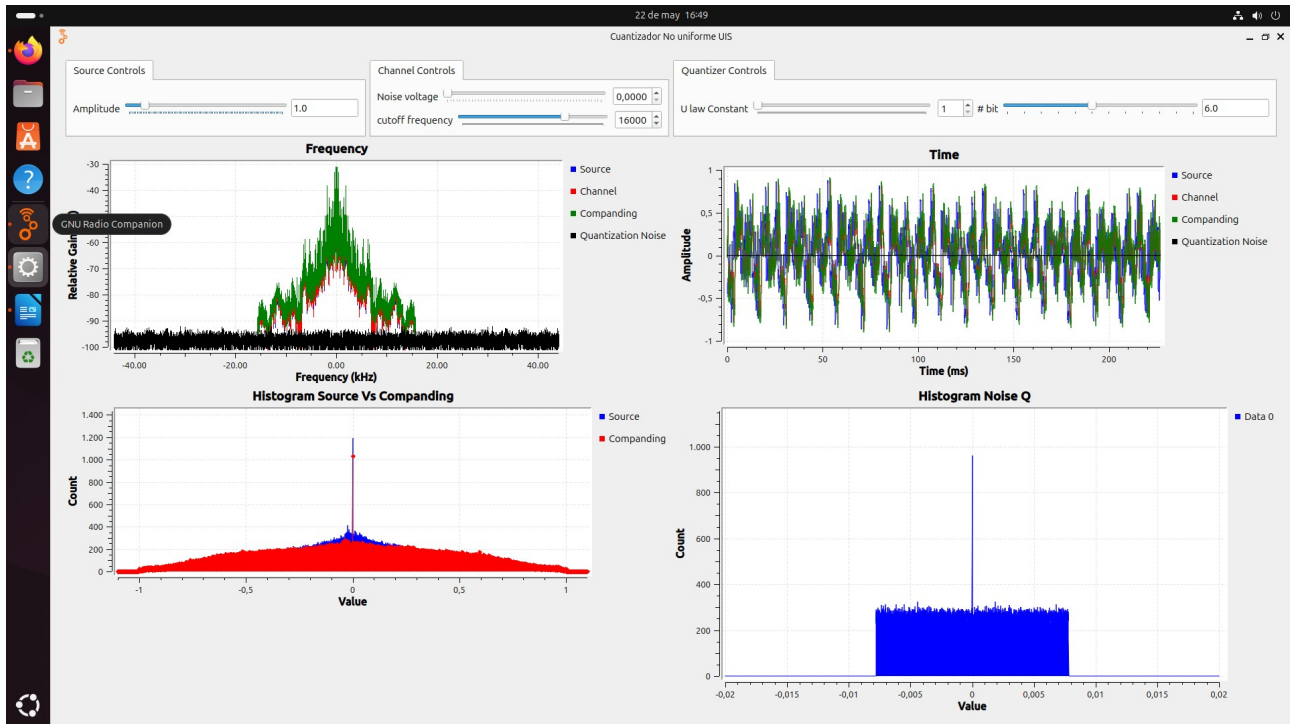 22 de may 16:49
Cuantizador No uniforme UIS
Source Controls
Amplitude 1.0
Channel Controls
Noise voltage 0,0000
cutoff frequency 16000
Quantizer Controls
U law Constant 1 # bit 6.0
GNU Radio Companion
Frequency
-30
-40
-60
-70
-80
-90
-100
-40.00 -20.00 0.00 20.00 40.00
Frequency (kHz)
Source
Channel
Companding
Quantization Noise
Time
Amplitude
1
0,5
0
-0,5
-1
0 50 100 150 200
Time (ms)
Source
Channel
Companding
Quantization Noise
Histogram Source Vs Companding
Count
1.400
1.200
1.000
800
600
400
200
0
-1 -0,5 0 0,5 1
Value
Source
Companding
Histogram Noise Q
Count
1.000
800
600
400
200
0
-0,02 -0,015 -0,01 -0,005 0 0,005 0,01 0,015 0,02
Value
Data 0